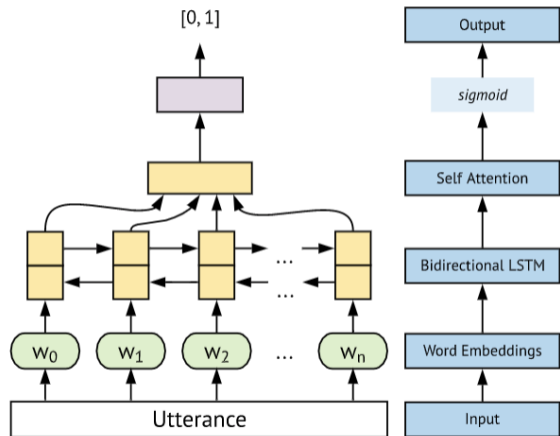 [0, 1]
...
...
w0
w1
w2
...
wn
Utterance
Output
sigmoid
Self Attention
Bidirectional LSTM
Word Embeddings
Input